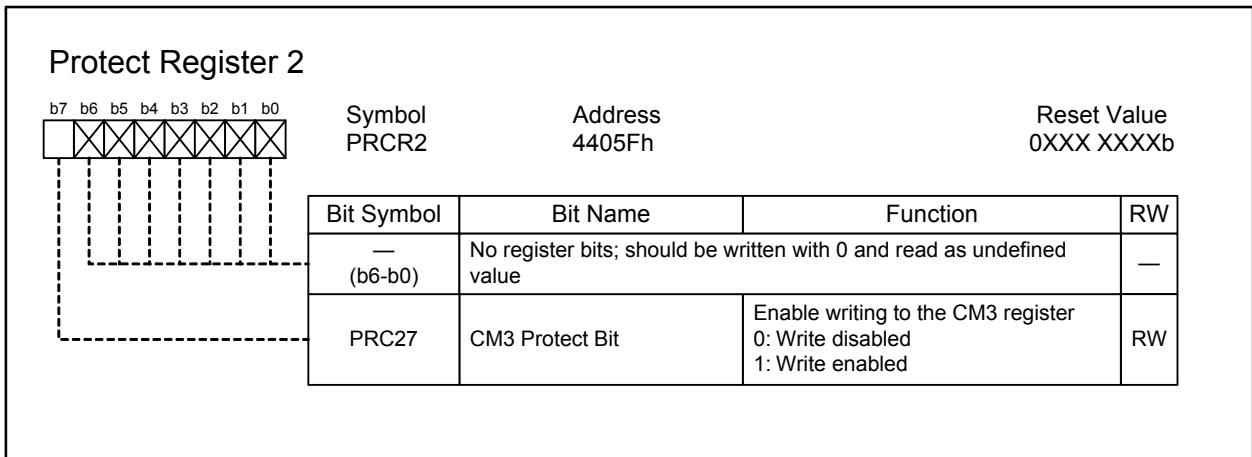 Protect Register 2
b7 b6 b5 b4 b3 b2 b1 b0
Symbol Address Reset Value
PRCR2 4405Fh 0XXX XXXXb
Bit Symbol Bit Name Function RW
—
(b6-b0)
No register bits; should be written with 0 and read as undefined
value
—
PRC27
CM3 Protect Bit
Enable writing to the CM3 register
0: Write disabled
1: Write enabled
RW